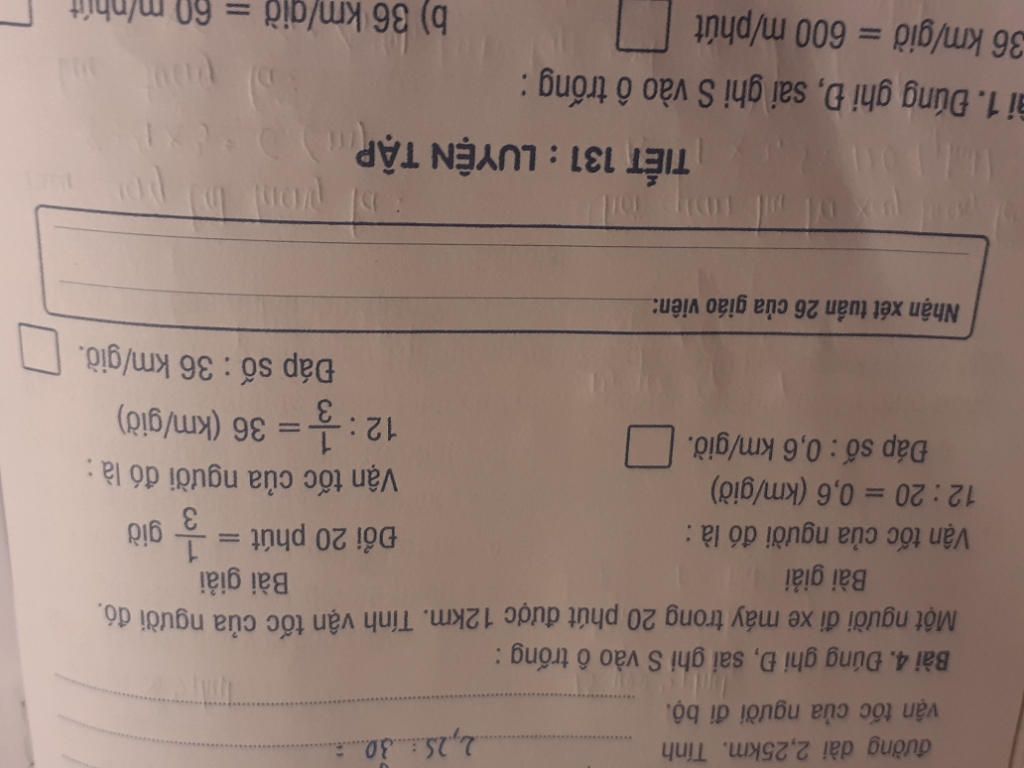 đường dài 2,25km. Tính
vận tốc của người đi bộ.
2,25 : 30 =
Bài 4. Đúng ghi Đ, sai ghi S vào ô trống :
Một người đi xe máy trong 20 phút được 12km. Tính vận tốc của người đó.
Bài giải
Vận tốc của người đó là :
12 : 20 = 0,6 (km/giờ)
Đáp số : 0,6 km/giờ.
Bài giải
Đổi 20 phút = 1/3 giờ
Vận tốc của người đó là :
12 : 1/3 = 36 (km/giờ)
Đáp số : 36 km/giờ.
Nhận xét tuần 26 của giáo viên:
TIẾT 131 : LUYỆN TẬP
ài 1. Đúng ghi Đ, sai ghi S vào ô trống :
36 km/giờ = 600 m/phút
b) 36 km/giờ = 60 m/phút